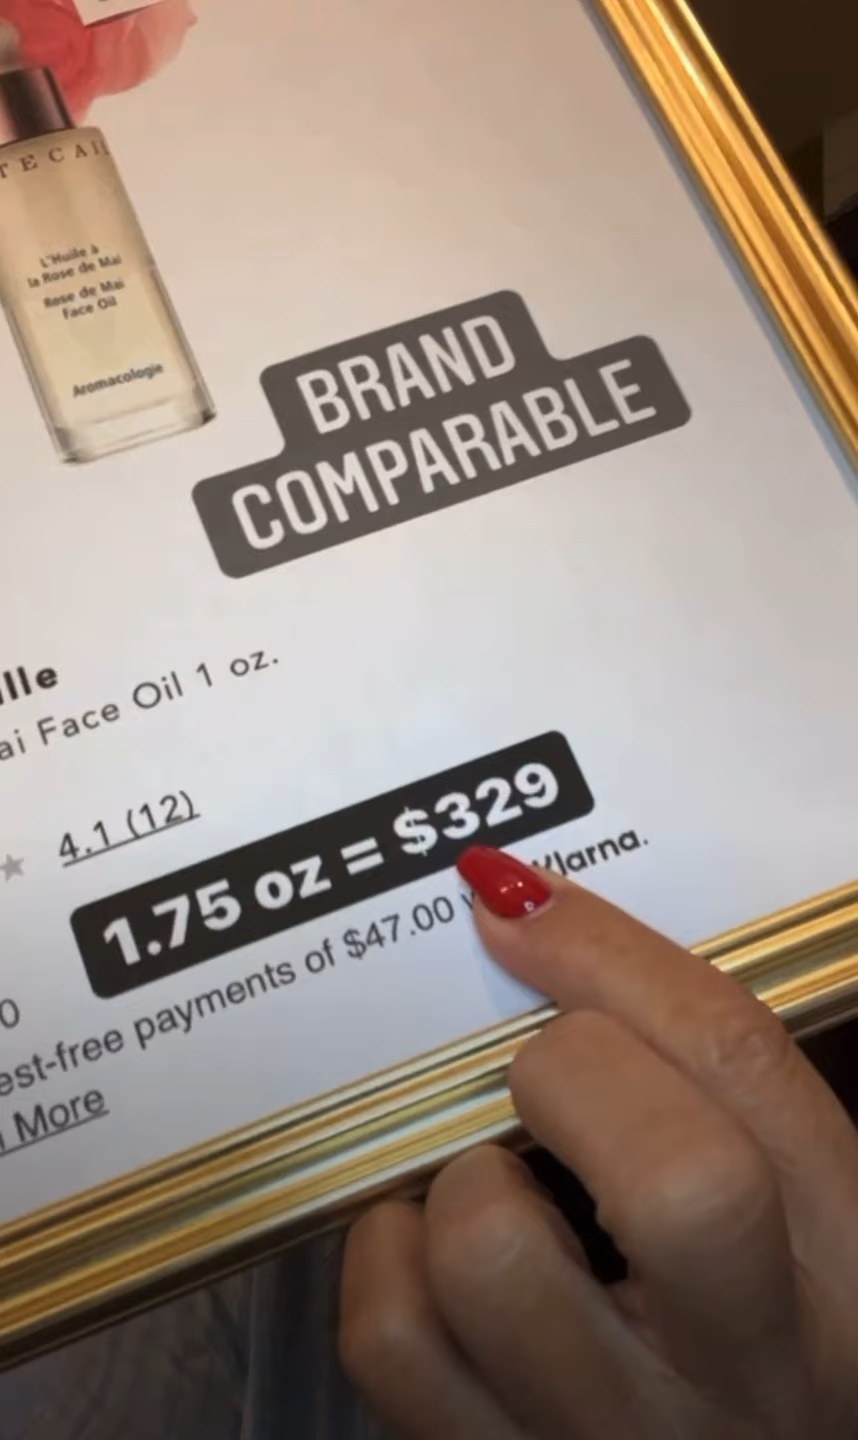 TECAI
L'Huile à
la Rose de Mai
Rose de Mai
Face Oil
Aromacologie
BRAND
COMPARABLE
lle
ai Face Oil 1 oz.
4.1 (12)
1.75 oz = $329
0
est-free payments of $47.00 Klarna.
More